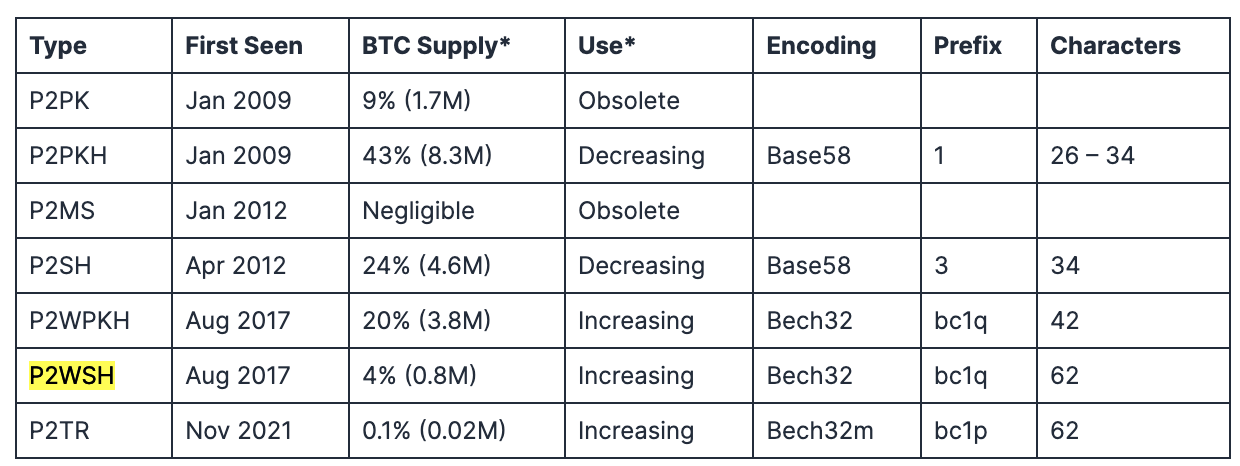 Type First Seen BTC Supply* Use* Encoding Prefix Characters
P2PK Jan 2009 9% (1.7M) Obsolete
P2PKH Jan 2009 43% (8.3M) Decreasing Base58 1 26 – 34
P2MS Jan 2012 Negligible Obsolete
P2SH Apr 2012 24% (4.6M) Decreasing Base58 3 34
P2WPKH Aug 2017 20% (3.8M) Increasing Bech32 bc1q 42
P2WSH Aug 2017 4% (0.8M) Increasing Bech32 bc1q 62
P2TR Nov 2021 0.1% (0.02M) Increasing Bech32m bc1p 62